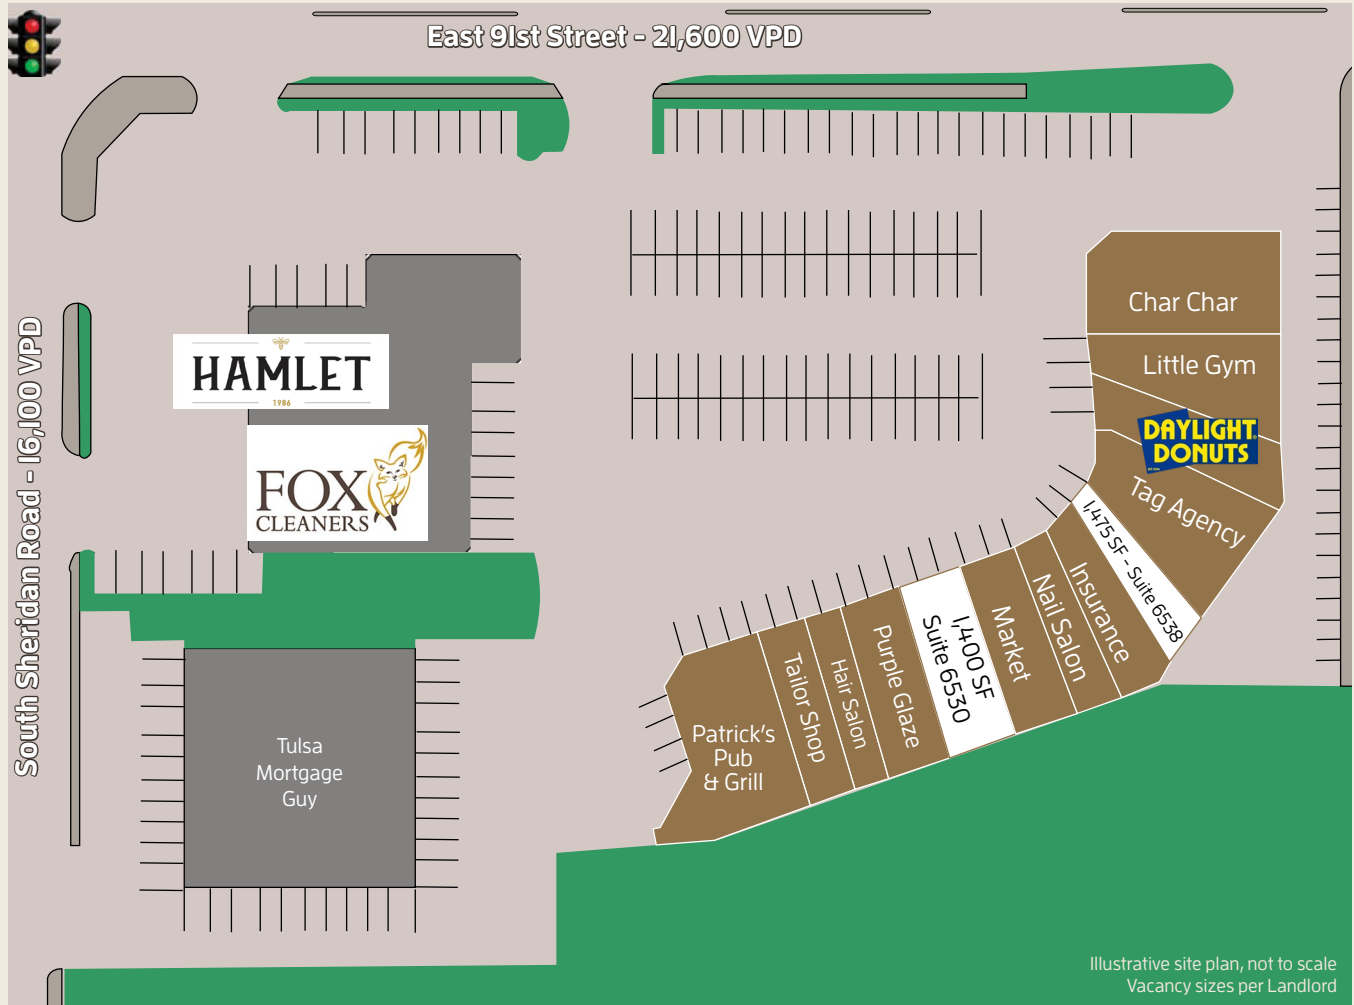 East 91st Street - 21,600 VPD
South Sheridan Road - 16,100 VPD
HAMLET
1986
FOX
CLEANERS
Tulsa
Mortgage
Guy
Char Char
Little Gym
DAYLIGHT
DONUTS
Tag Agency
1,475 SF - Suite 6538
Insurance
Nail Salon
Market
1,400 SF
Suite 6530
Purple Glaze
Hair Salon
Tailor Shop
Patrick's
Pub
& Grill
Illustrative site plan, not to scale
Vacancy sizes per Landlord